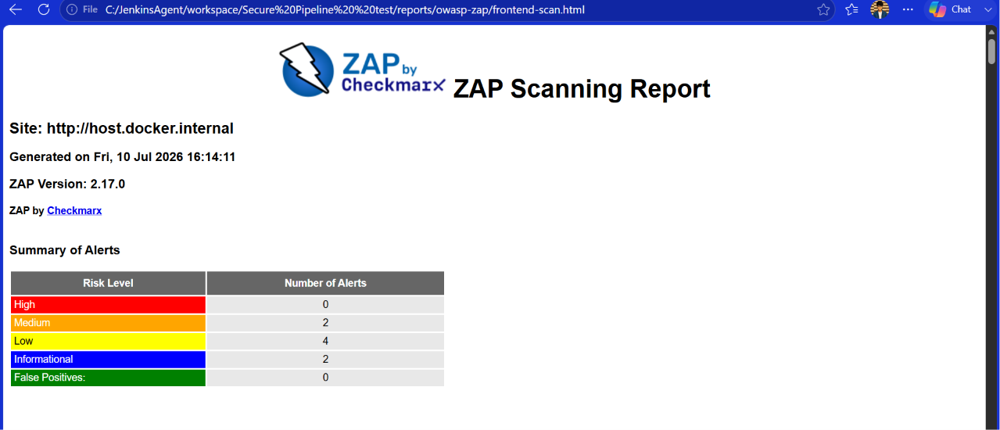 File C:/JenkinsAgent/workspace/Secure%20Pipeline%20%20test/reports/owasp-zap/frontend-scan.html Chat
ZAP by
Checkmarx ZAP Scanning Report
Site: http://host.docker.internal
Generated on Fri, 10 Jul 2026 16:14:11
ZAP Version: 2.17.0
ZAP by Checkmarx
Summary of Alerts
Risk Level Number of Alerts
High 0
Medium 2
Low 4
Informational 2
False Positives: 0